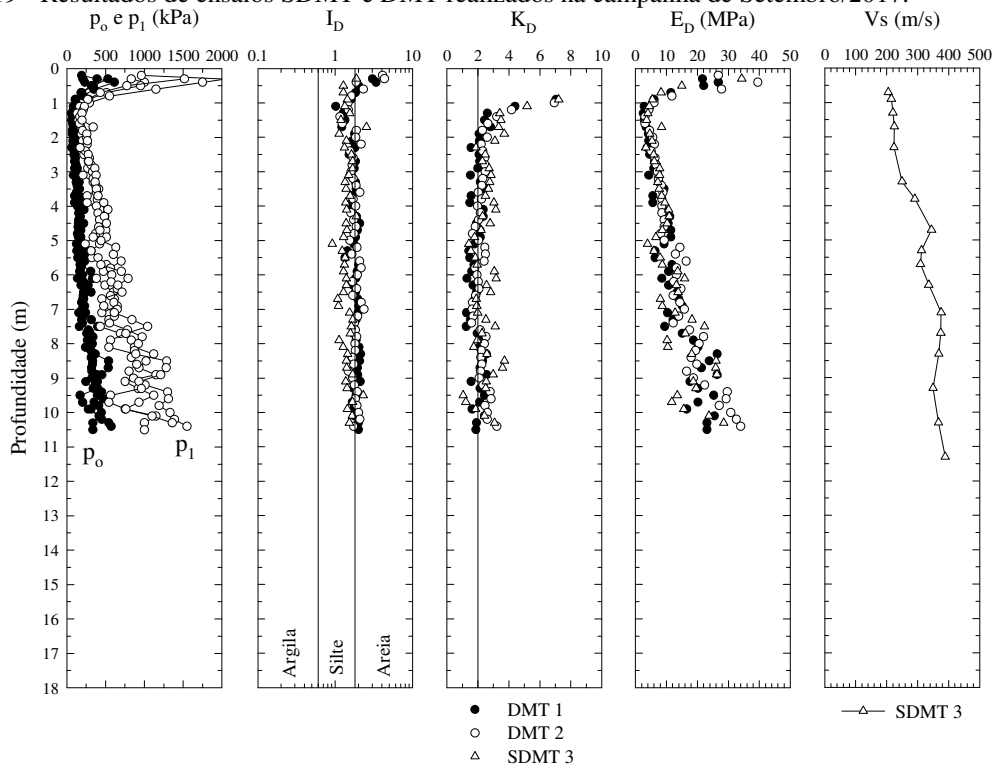 9 – Resultados de ensaios SDMT e DMT realizados na campanha de Setembro/2017.
p_o e p_1 (kPa) I_D K_D E_D (MPa) Vs (m/s)
0 500 1000 1500 2000 0.1 1 10 0 2 4 6 8 10 0 10 20 30 40 50 0 100 200 300 400 500
0
1
2
3
4
5
6
7
8
9
10
11
12
13
14
15
16
17
18
Profundidade (m)
p_o p_1
Argila
Silte
Areia
DMT 1
DMT 2
SDMT 3
SDMT 3